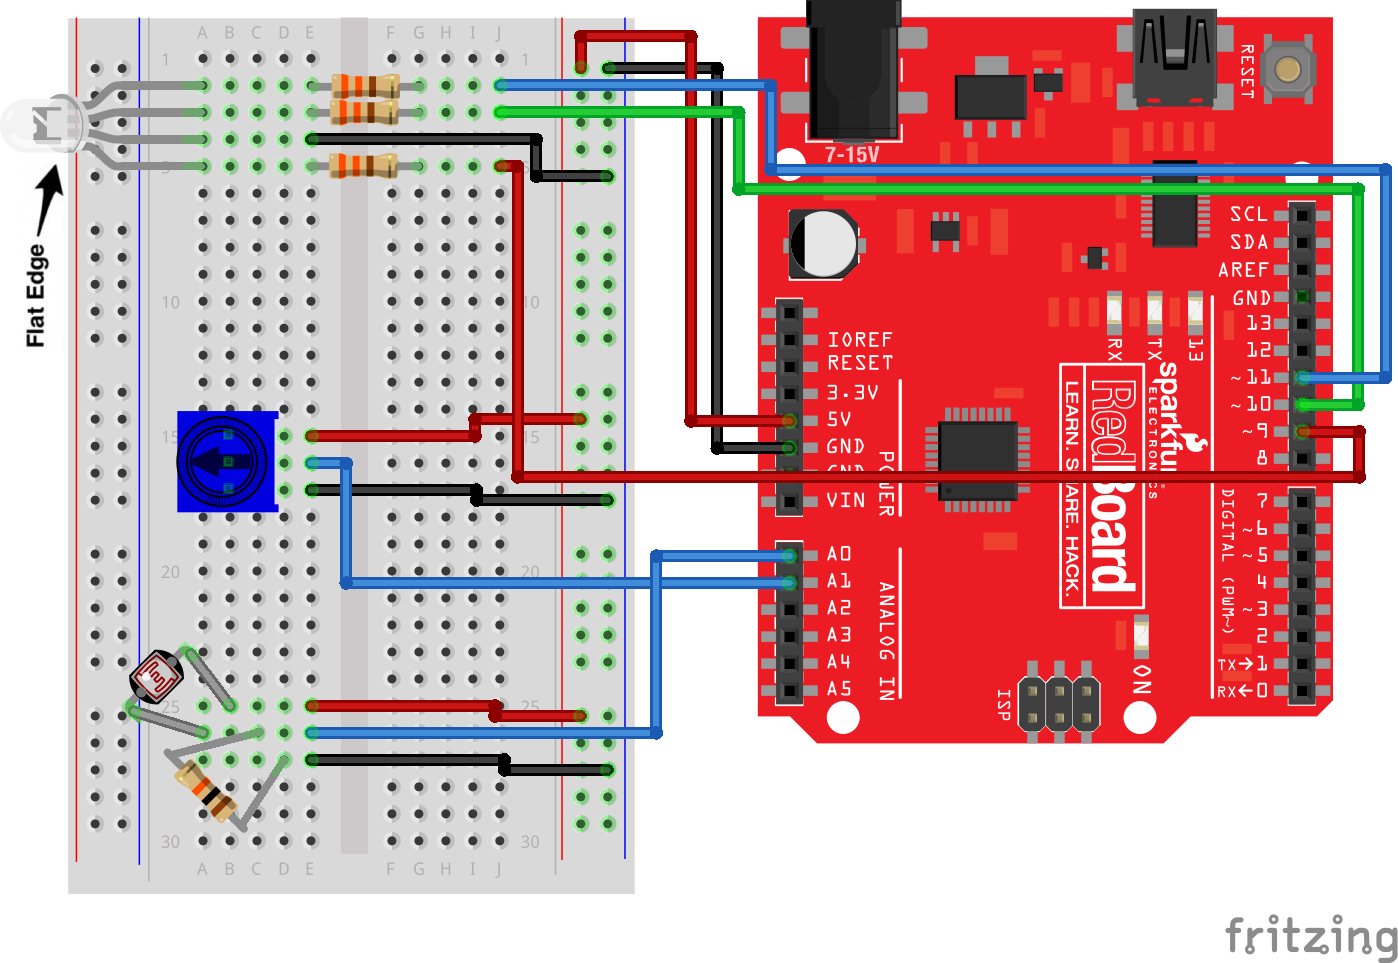 A B C D E F G H I J
1 1
5
10 10
15 15
20 20
25 25
30 30
A B C D E F G H I J
Flat Edge
7-15V
RESET
SCL
SDA
AREF
GND
13
12
~11
~10
~9
8
7
~6
~5
4
~3
2
TX→1
RX←0
DIGITAL (PWM~)
IOREF
RESET
3.3V
5V
GND
GND
VIN
POWER
A0
A1
A2
A3
A4
A5
ANALOG IN
RX
TX
13
sparkfun
ELECTRONICS
RedBoard
LEARN. SHARE. HACK.
ON
ISP
fritzing